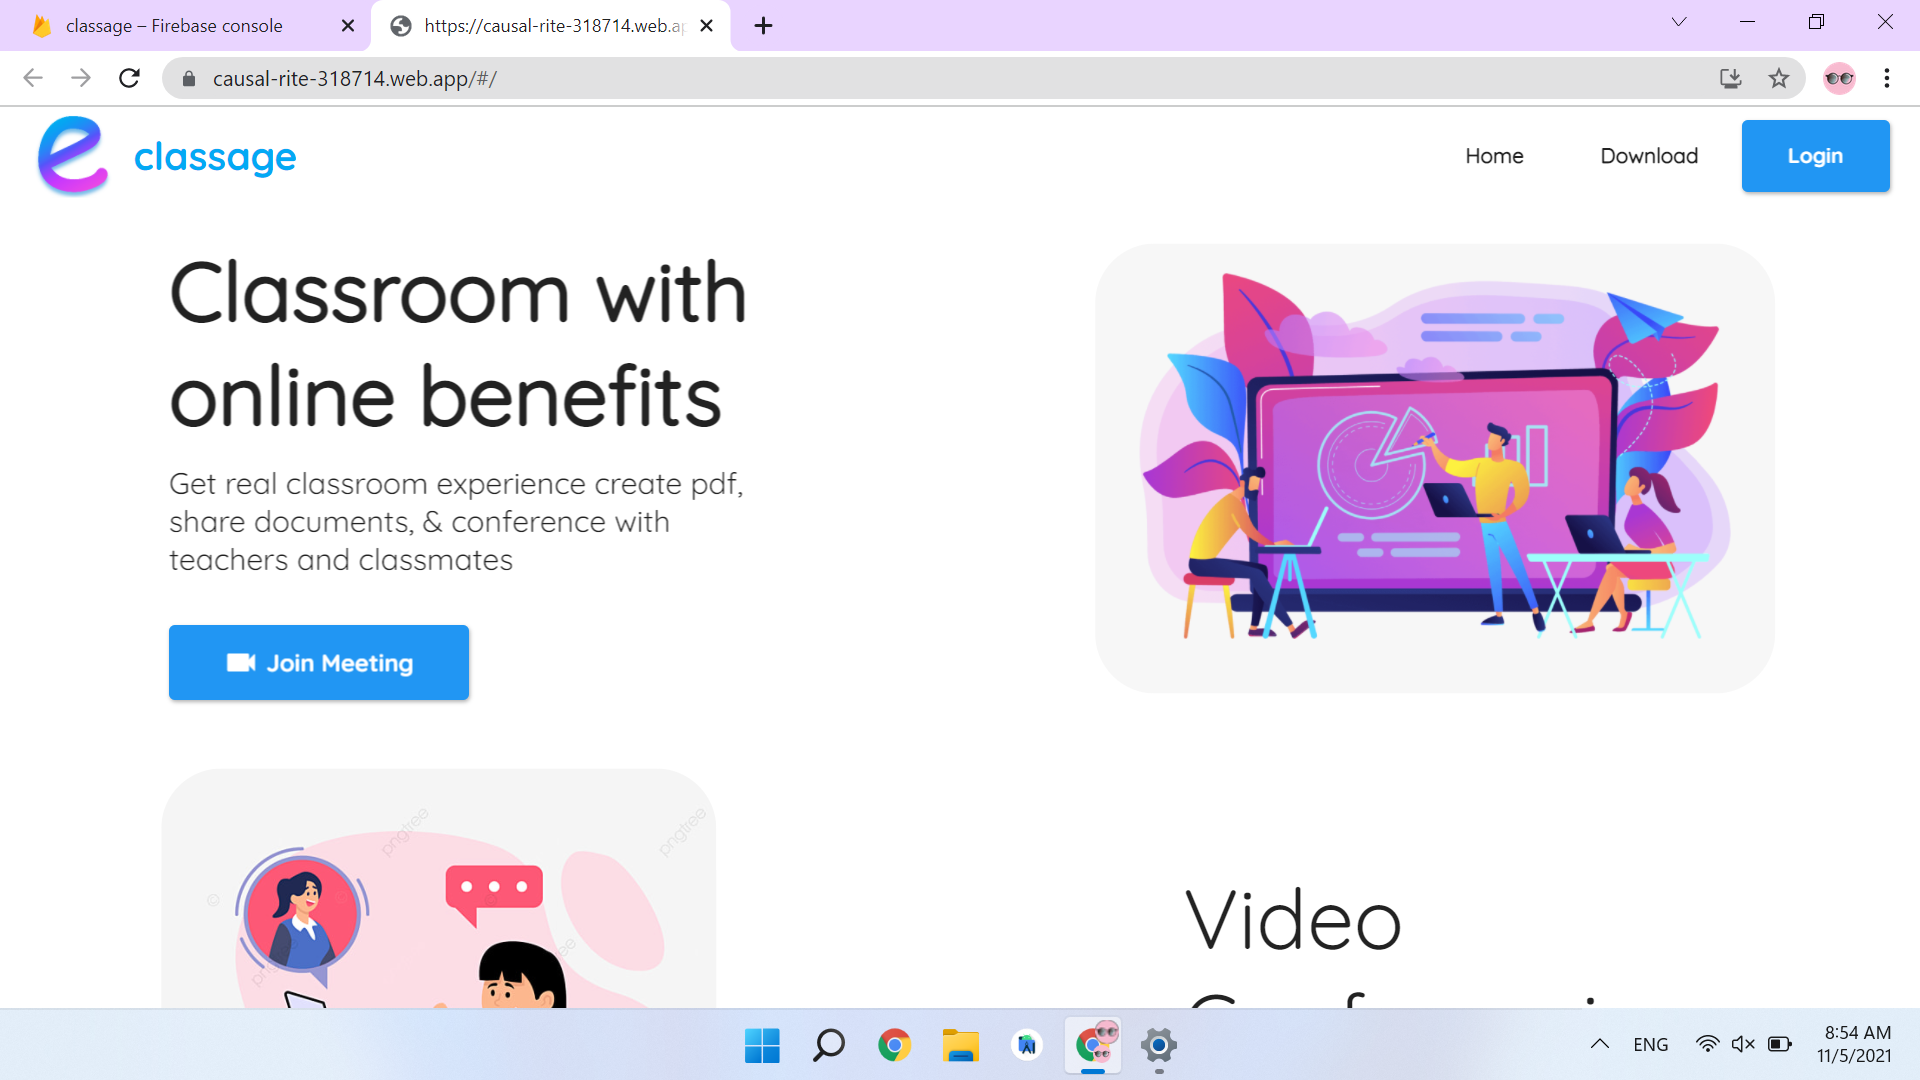 classage – Firebase console
https://causal-rite-318714.web.ap
causal-rite-318714.web.app/#/
classage
Home
Download
Login
Classroom with
online benefits
Get real classroom experience create pdf,
share documents, & conference with
teachers and classmates
Join Meeting
pngtree
pngtree
Video
ENG
8:54 AM
11/5/2021